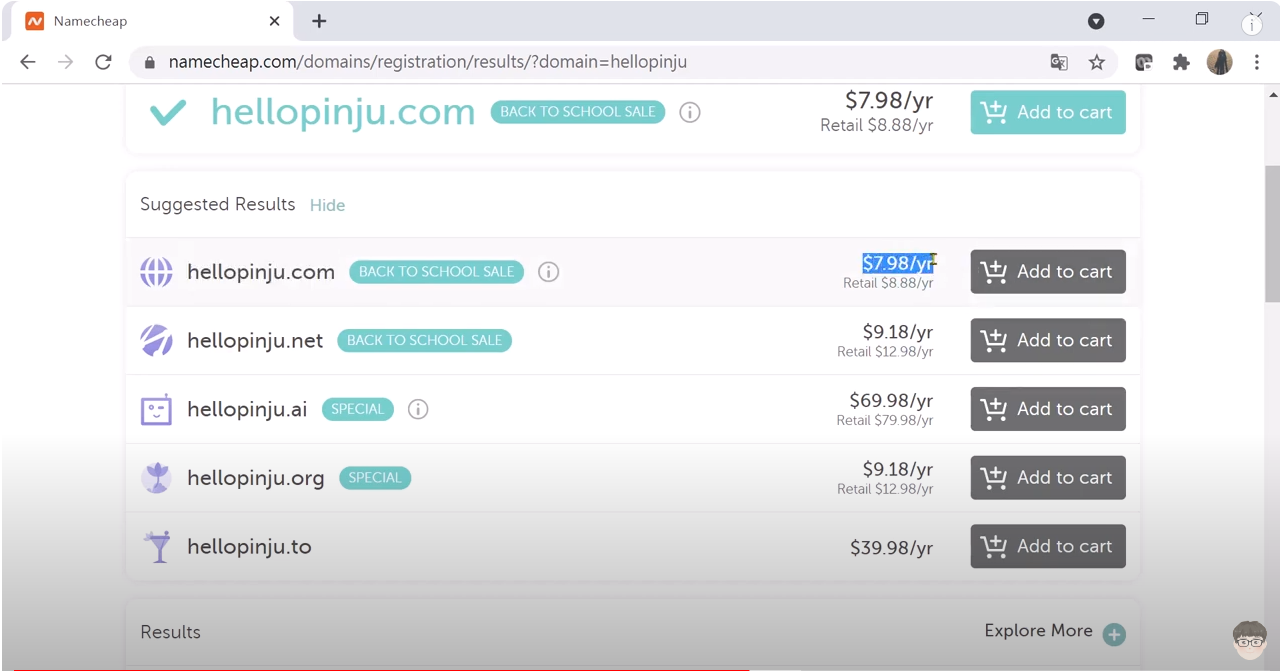 Namecheap
namecheap.com/domains/registration/results/?domain=hellopinju
hellopinju.com BACK TO SCHOOL SALE $7.98/yr Add to cart
Retail $8.88/yr
Suggested Results Hide
hellopinju.com BACK TO SCHOOL SALE $7.98/yr Add to cart
Retail $8.88/yr
hellopinju.net BACK TO SCHOOL SALE $9.18/yr Add to cart
Retail $12.98/yr
hellopinju.ai SPECIAL $69.98/yr Add to cart
Retail $79.98/yr
hellopinju.org SPECIAL $9.18/yr Add to cart
Retail $12.98/yr
hellopinju.to $39.98/yr Add to cart
Results Explore More